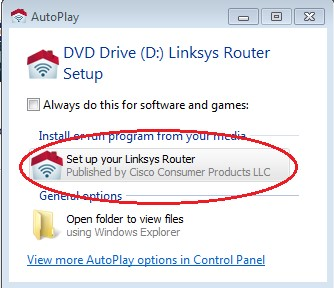 AutoPlay
DVD Drive (D:) Linksys Router
Setup
Always do this for software and games:
Install or run program from your media
Set up your Linksys Router
Published by Cisco Consumer Products LLC
General options
Open folder to view files
using Windows Explorer
View more AutoPlay options in Control Panel